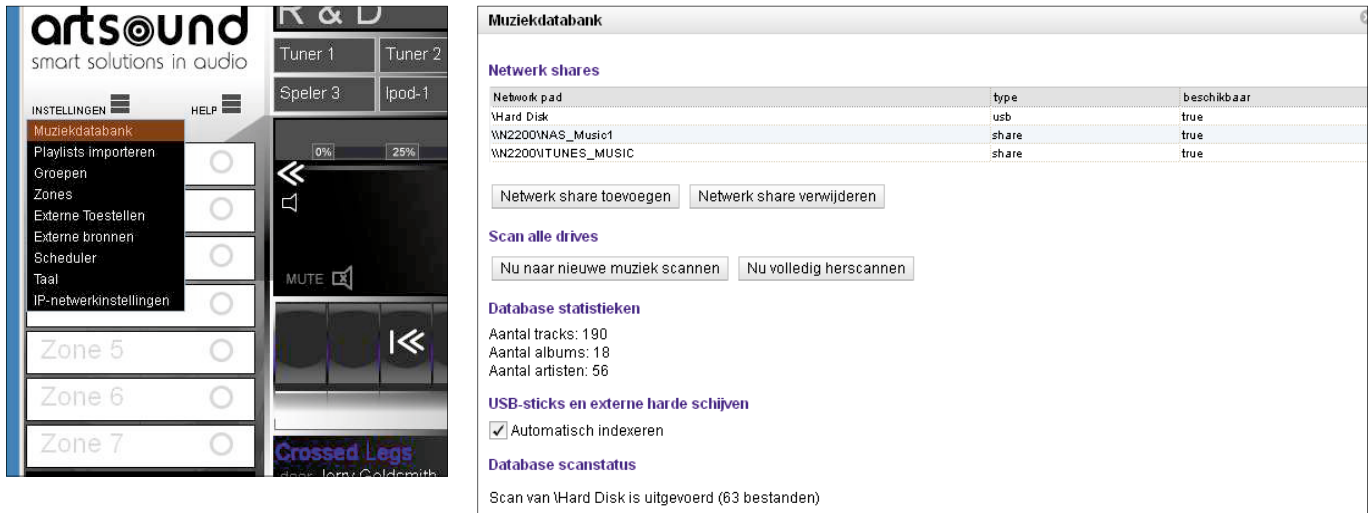 artsound
smart solutions in audio
INSTELLINGEN
HELP
Muziekdatabank
Playlists importeren
Groepen
Zones
Externe Toestellen
Externe bronnen
Scheduler
Taal
IP-netwerkinstellingen
Zone 5
Zone 6
Zone 7
R & D
Tuner 1 Tuner 2
Speler 3 Ipod-1
0% 25%
MUTE
Crossed Legs
door Jerry Goldsmith
Muziekdatabank
Netwerk shares
Network pad type beschikbaar
\Hard Disk usb true
\\N2200\NAS_Music1 share true
\\N2200\ITUNES_MUSIC share true
Netwerk share toevoegen Netwerk share verwijderen
Scan alle drives
Nu naar nieuwe muziek scannen Nu volledig herscannen
Database statistieken
Aantal tracks: 190
Aantal albums: 18
Aantal artisten: 56
USB-sticks en externe harde schijven
Automatisch indexeren
Database scanstatus
Scan van \Hard Disk is uitgevoerd (63 bestanden)